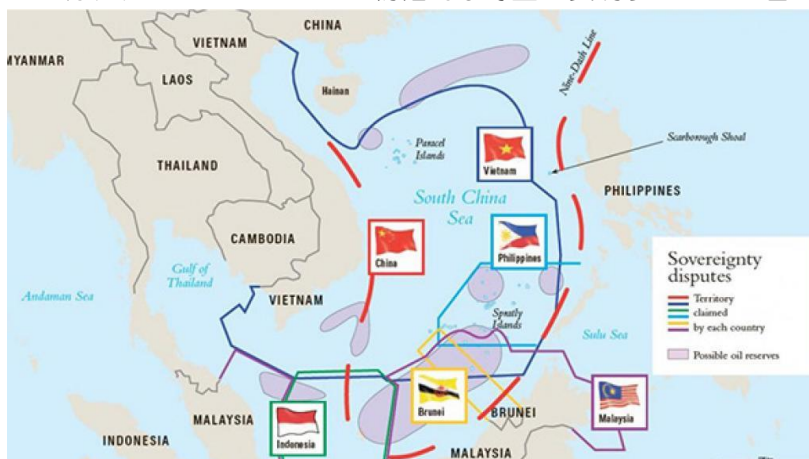 CHINA
VIETNAM
MYANMAR
LAOS
Hainan
Nine-Dash Line
Paracel
Islands
Vietnam
Scarborough Shoal
THAILAND
South China
Sea
PHILIPPINES
CAMBODIA
China
Philippines
Gulf of
Thailand
Andaman Sea
VIETNAM
Spratly
Islands
Sulu Sea
Sovereignty
disputes
Territory
claimed
by each country
Possible oil reserves
MALAYSIA
Indonesia
Brunei
BRUNEI
Malaysia
INDONESIA
MALAYSIA